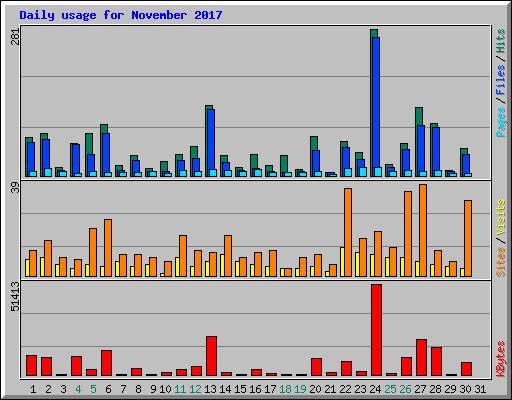 Daily usage for November 2017
281
Pages / Files / Hits
39
Sites / Visits
51413
KBytes
1 2 3 4 5 6 7 8 9 10 11 12 13 14 15 16 17 18 19 20 21 22 23 24 25 26 27 28 29 30 31